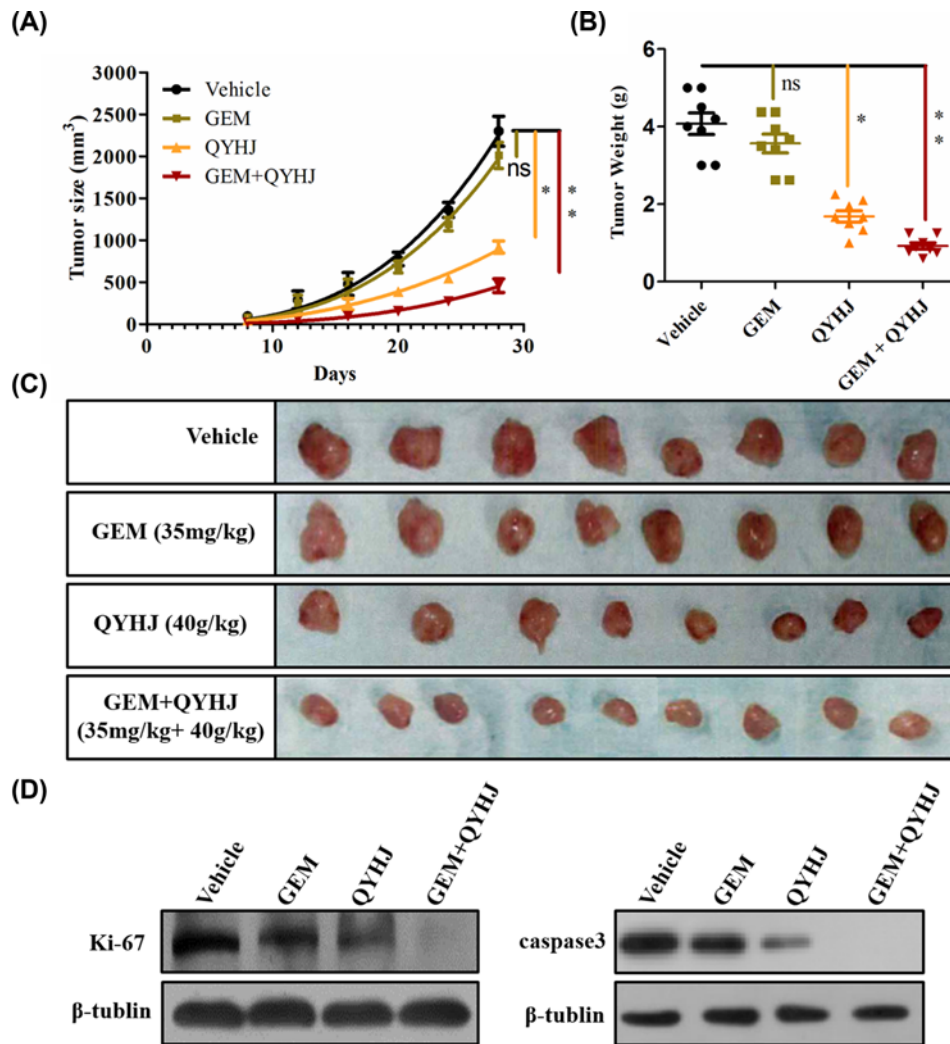 (A)
Tumor size (mm³)
3000
2500
2000
1500
1000
500
0
0 10 20 30
Days
Vehicle
GEM
QYHJ
GEM+QYHJ
ns
*
* *
(B)
Tumor Weight (g)
6
4
2
0
ns
*
* *
Vehicle
GEM
QYHJ
GEM + QYHJ
(C)
Vehicle
GEM (35mg/kg)
QYHJ (40g/kg)
GEM+QYHJ
(35mg/kg+ 40g/kg)
(D)
Vehicle GEM QYHJ GEM+QYHJ
Ki-67
β-tublin
Vehicle GEM QYHJ GEM+QYHJ
caspase3
β-tublin